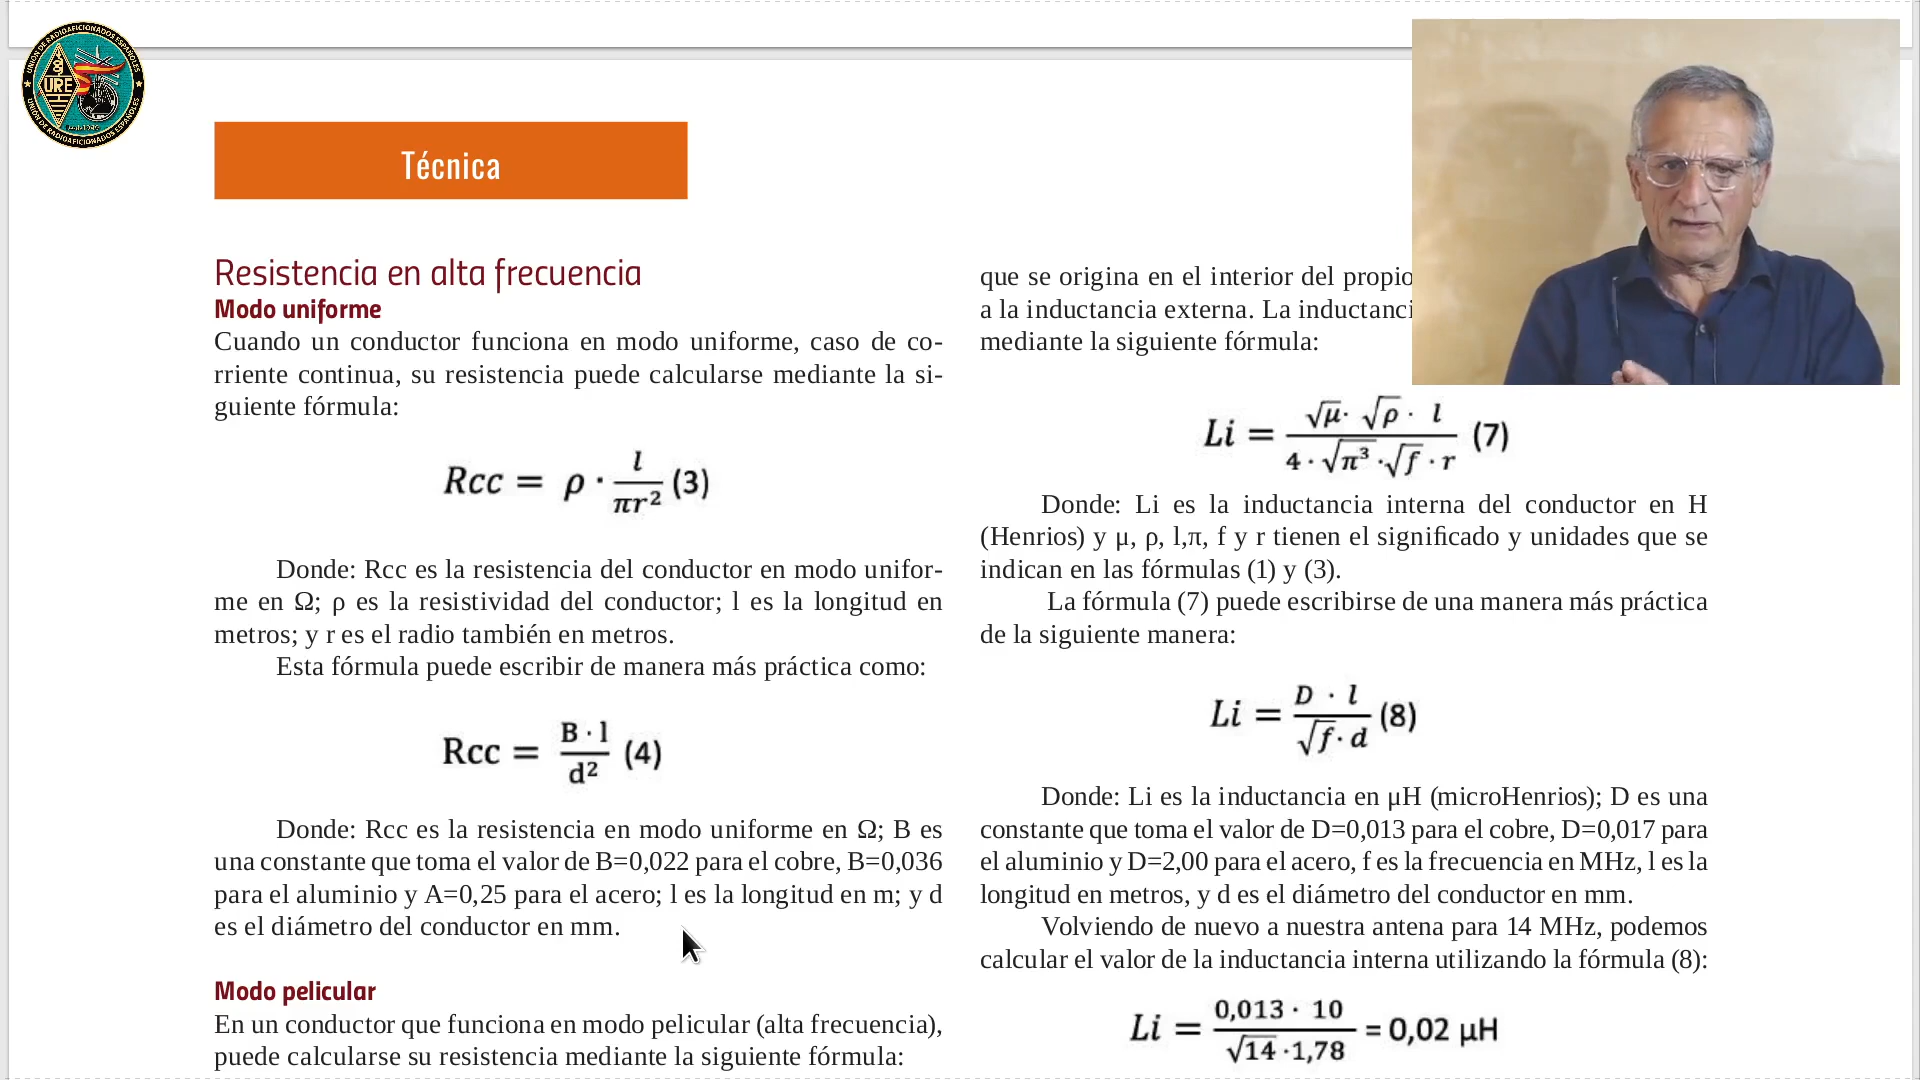 UNIÓN DE RADIOAFICIONADOS ESPAÑOLES
URE
UNIÓN DE RADIOAFICIONADOS ESPAÑOLES
Técnica
Resistencia en alta frecuencia
Modo uniforme
Cuando un conductor funciona en modo uniforme, caso de co-
rriente continua, su resistencia puede calcularse mediante la si-
guiente fórmula:
Rcc = ρ · l / πr² (3)
Donde: Rcc es la resistencia del conductor en modo unifor-
me en Ω; ρ es la resistividad del conductor; l es la longitud en
metros; y r es el radio también en metros.
Esta fórmula puede escribir de manera más práctica como:
Rcc = B · l / d² (4)
Donde: Rcc es la resistencia en modo uniforme en Ω; B es
una constante que toma el valor de B=0,022 para el cobre, B=0,036
para el aluminio y A=0,25 para el acero; l es la longitud en m; y d
es el diámetro del conductor en mm.
Modo pelicular
En un conductor que funciona en modo pelicular (alta frecuencia),
puede calcularse su resistencia mediante la siguiente fórmula:
que se origina en el interior del propio
a la inductancia externa. La inductanci
mediante la siguiente fórmula:
Li = √μ · √ρ · l / 4 · √π³ · √f · r (7)
Donde: Li es la inductancia interna del conductor en H
(Henrios) y μ, ρ, l,π, f y r tienen el significado y unidades que se
indican en las fórmulas (1) y (3).
La fórmula (7) puede escribirse de una manera más práctica
de la siguiente manera:
Li = D · l / √f · d (8)
Donde: Li es la inductancia en μH (microHenrios); D es una
constante que toma el valor de D=0,013 para el cobre, D=0,017 para
el aluminio y D=2,00 para el acero, f es la frecuencia en MHz, l es la
longitud en metros, y d es el diámetro del conductor en mm.
Volviendo de nuevo a nuestra antena para 14 MHz, podemos
calcular el valor de la inductancia interna utilizando la fórmula (8):
Li = 0,013 · 10 / √14 · 1,78 = 0,02 μH